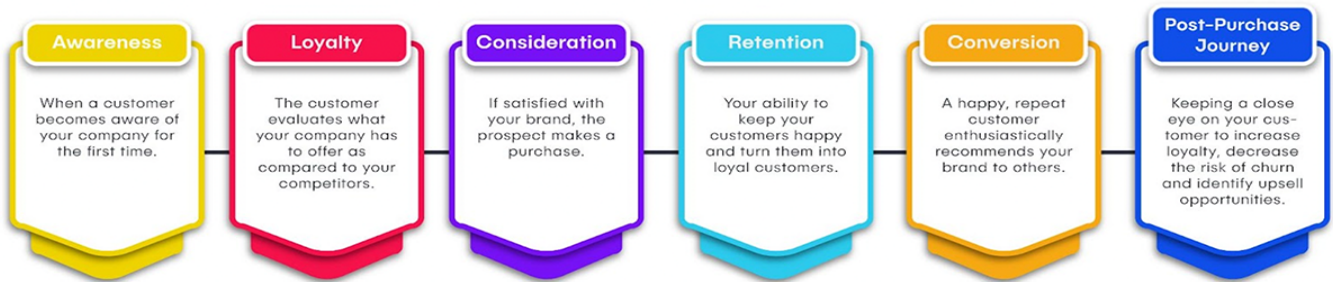 Awareness
When a customer
becomes aware of
your company for
the first time.
Loyalty
The customer
evaluates what
your company has
to offer as
compared to your
competitors.
Consideration
If satisfied with
your brand, the
prospect makes a
purchase.
Retention
Your ability to
keep your
customers happy
and turn them into
loyal customers.
Conversion
A happy, repeat
customer
enthusiastically
recommends your
brand to others.
Post-Purchase
Journey
Keeping a close
eye on your cus-
tomer to increase
loyalty, decrease
the risk of churn
and identify upsell
opportunities.